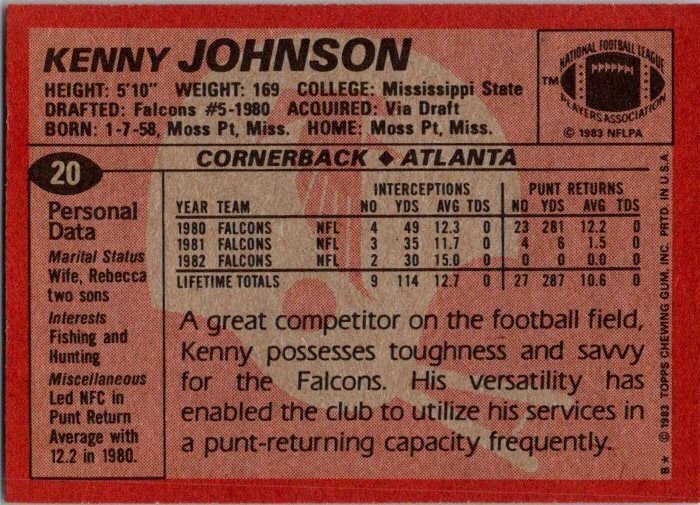 KENNY JOHNSON
HEIGHT: 5'10" WEIGHT: 169 COLLEGE: Mississippi State
DRAFTED: Falcons #5-1980 ACQUIRED: Via Draft
BORN: 1-7-58, Moss Pt, Miss. HOME: Moss Pt, Miss.
NATIONAL FOOTBALL LEAGUE
PLAYERS ASSOCIATION
TM
© 1983 NFLPA
20
CORNERBACK ◆ ATLANTA
Personal
Data
Marital Status
Wife, Rebecca
two sons
Interests
Fishing and
Hunting
Miscellaneous
Led NFC in
Punt Return
Average with
12.2 in 1980.
INTERCEPTIONS PUNT RETURNS
YEAR TEAM NO YDS AVG TDS NO YDS AVG TDS
1980 FALCONS NFL 4 49 12.3 0 23 281 12.2 0
1981 FALCONS NFL 3 35 11.7 0 4 6 1.5 0
1982 FALCONS NFL 2 30 15.0 0
LIFETIME TOTALS 9 114 12.7 0 27 287 10.6 0
A great competitor on the football field,
Kenny possesses toughness and savvy
for the Falcons. His versatility has
enabled the club to utilize his services in
a punt-returning capacity frequently.
B* © 1983 TOPPS CHEWING GUM, INC. PRTD. IN U.S.A.